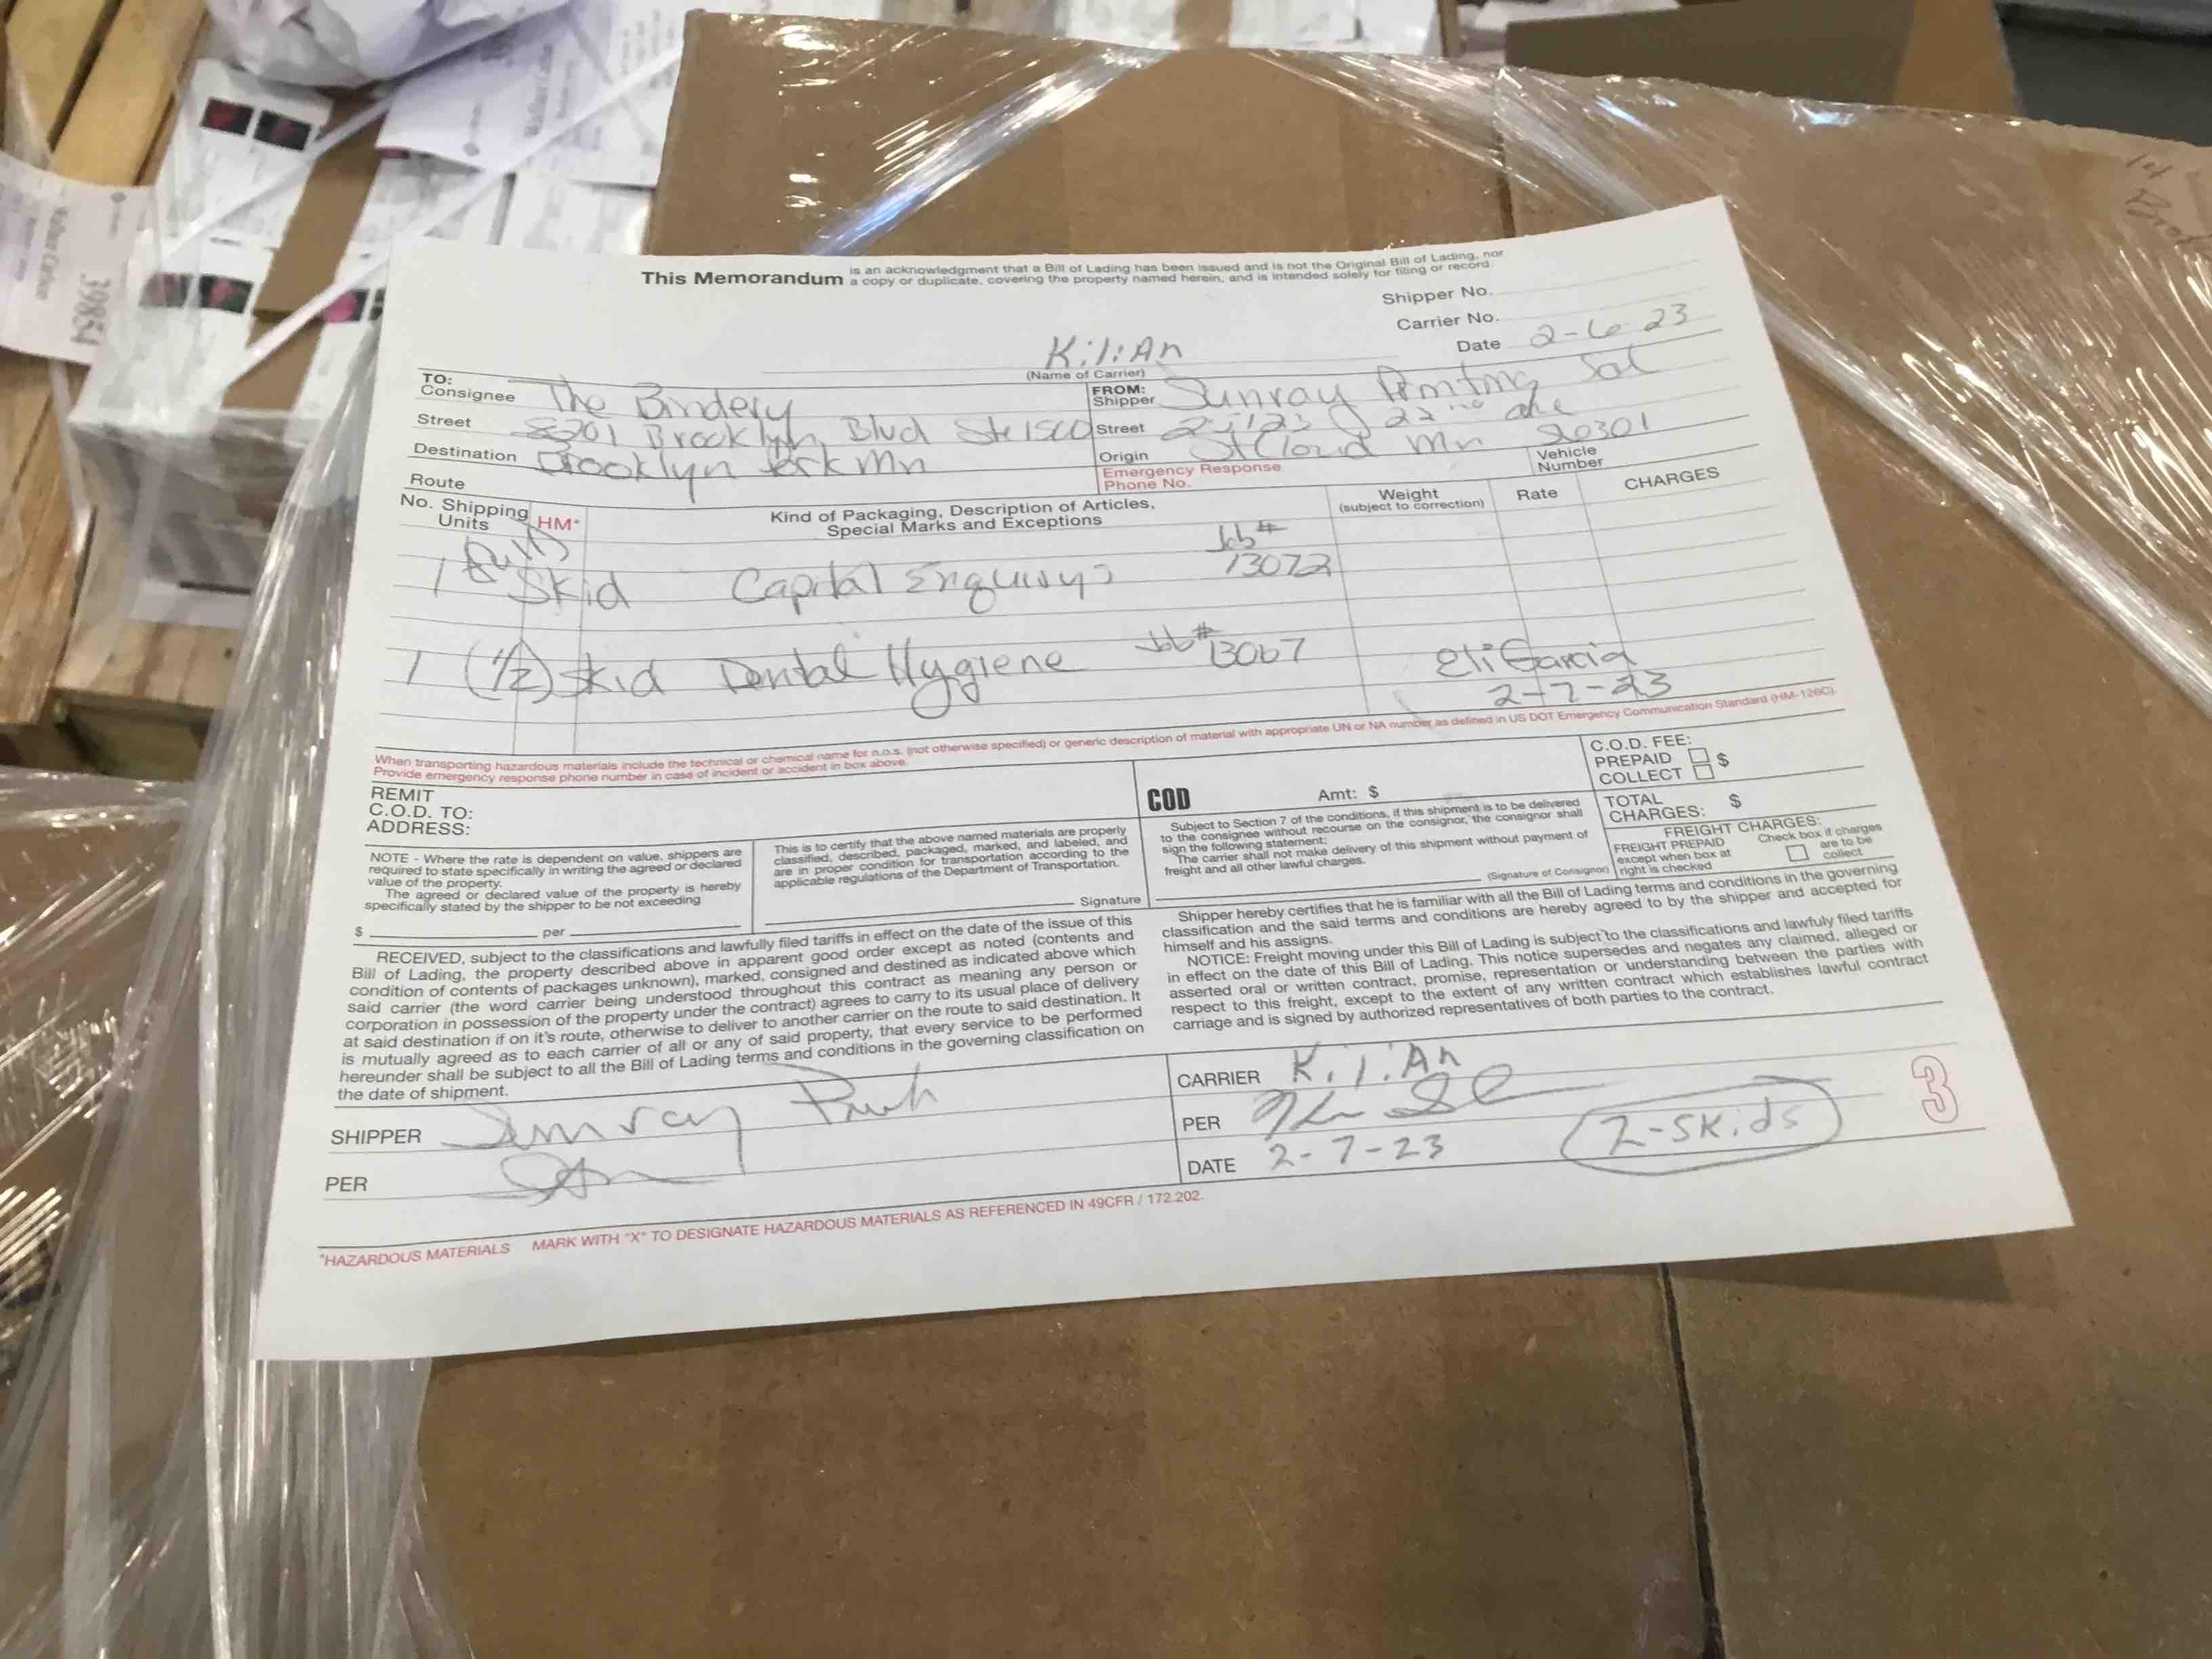 This Memorandum is an acknowledgment that a Bill of Lading has been issued and is not the Original Bill of Lading, nor
a copy or duplicate, covering the property named herein, and is intended solely for filing or record.
Shipper No.
Carrier No.
Date 2-6-23
KiliAn
(Name of Carrier)
TO:
Consignee The Bindery
Street 8201 Brooklyn Blvd Ste
Destination Brooklyn Park Mn
Route
FROM:
Shipper Sunray Printing Sol
Street 22nd Ave
Origin St Cloud Mn
Emergency Response
Phone No.
Vehicle
Number
No. Shipping
Units
HM*
Kind of Packaging, Description of Articles,
Special Marks and Exceptions
Weight
(subject to correction)
Rate
CHARGES
Job#
1 Skid Capital 13072
1 (1/2) Skid Dental Hygiene Job# 13067
Eli Garcia
2-7-23
When transporting hazardous materials include the technical or chemical name for n.o.s. (not otherwise specified) or generic description of material with appropriate UN or NA number as defined in US DOT Emergency Communication Standard (HM-126C).
Provide emergency response phone number in case of incident or accident in box above.
REMIT
C.O.D. TO:
ADDRESS:
COD
Amt: $
C.O.D. FEE:
PREPAID $
COLLECT
NOTE - Where the rate is dependent on value, shippers are
required to state specifically in writing the agreed or declared
value of the property.
The agreed or declared value of the property is hereby
specifically stated by the shipper to be not exceeding
$ per
This is to certify that the above named materials are properly
classified, described, packaged, marked, and labeled, and
are in proper condition for transportation according to the
applicable regulations of the Department of Transportation.
Signature
Subject to Section 7 of the conditions, if this shipment is to be delivered
to the consignee without recourse on the consignor, the consignor shall
sign the following statement:
The carrier shall not make delivery of this shipment without payment of
freight and all other lawful charges.
(Signature of Consignor)
TOTAL
CHARGES: $
FREIGHT CHARGES:
FREIGHT PREPAID
except when box at
right is checked
Check box if charges
are to be
collect
RECEIVED, subject to the classifications and lawfully filed tariffs in effect on the date of the issue of this
Bill of Lading, the property described above in apparent good order except as noted (contents and
condition of contents of packages unknown), marked, consigned and destined as indicated above which
said carrier (the word carrier being understood throughout this contract as meaning any person or
corporation in possession of the property under the contract) agrees to carry to its usual place of delivery
at said destination if on it's route, otherwise to deliver to another carrier on the route to said destination. It
is mutually agreed as to each carrier of all or any of said property, that every service to be performed
hereunder shall be subject to all the Bill of Lading terms and conditions in the governing classification on
the date of shipment.
Shipper hereby certifies that he is familiar with all the Bill of Lading terms and conditions in the governing
classification and the said terms and conditions are hereby agreed to by the shipper and accepted for
himself and his assigns.
NOTICE: Freight moving under this Bill of Lading is subject to the classifications and lawfuly filed tariffs
in effect on the date of this Bill of Lading. This notice supersedes and negates any claimed, alleged or
asserted oral or written contract, promise, representation or understanding between the parties with
respect to this freight, except to the extent of any written contract which establishes lawful contract
carriage and is signed by authorized representatives of both parties to the contract.
SHIPPER Sunray
PER
CARRIER KiliAn
PER
DATE 2-7-23
2-SKids
3
*HAZARDOUS MATERIALS MARK WITH "X" TO DESIGNATE HAZARDOUS MATERIALS AS REFERENCED IN 49CFR / 172.202.
39854